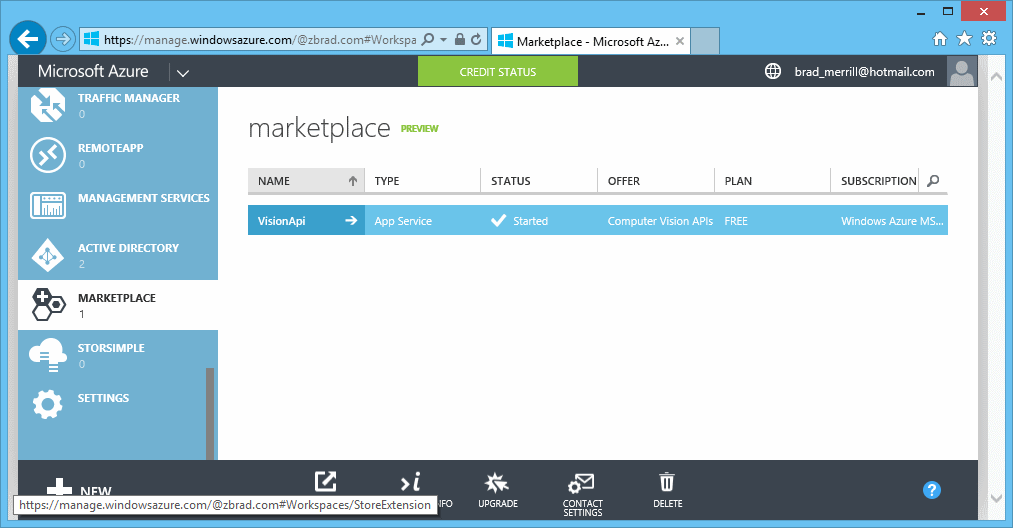 https://manage.windowsazure.com/@zbrad.com#Workspa
Marketplace - Microsoft Az...
Microsoft Azure
CREDIT STATUS
brad_merrill@hotmail.com
TRAFFIC MANAGER
0
REMOTEAPP
0
MANAGEMENT SERVICES
ACTIVE DIRECTORY
2
MARKETPLACE
1
STORSIMPLE
0
SETTINGS
marketplace PREVIEW
NAME TYPE STATUS OFFER PLAN SUBSCRIPTION
VisionApi App Service Started Computer Vision APIs FREE Windows Azure MS...
NEW
NFO
UPGRADE
CONTACT
SETTINGS
DELETE
?
https://manage.windowsazure.com/@zbrad.com#Workspaces/StoreExtension